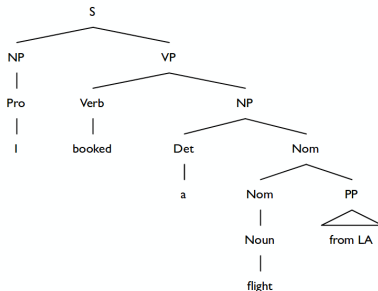 S
NP VP
Pro Verb NP
I booked Det Nom
a Nom PP
Noun from LA
flight